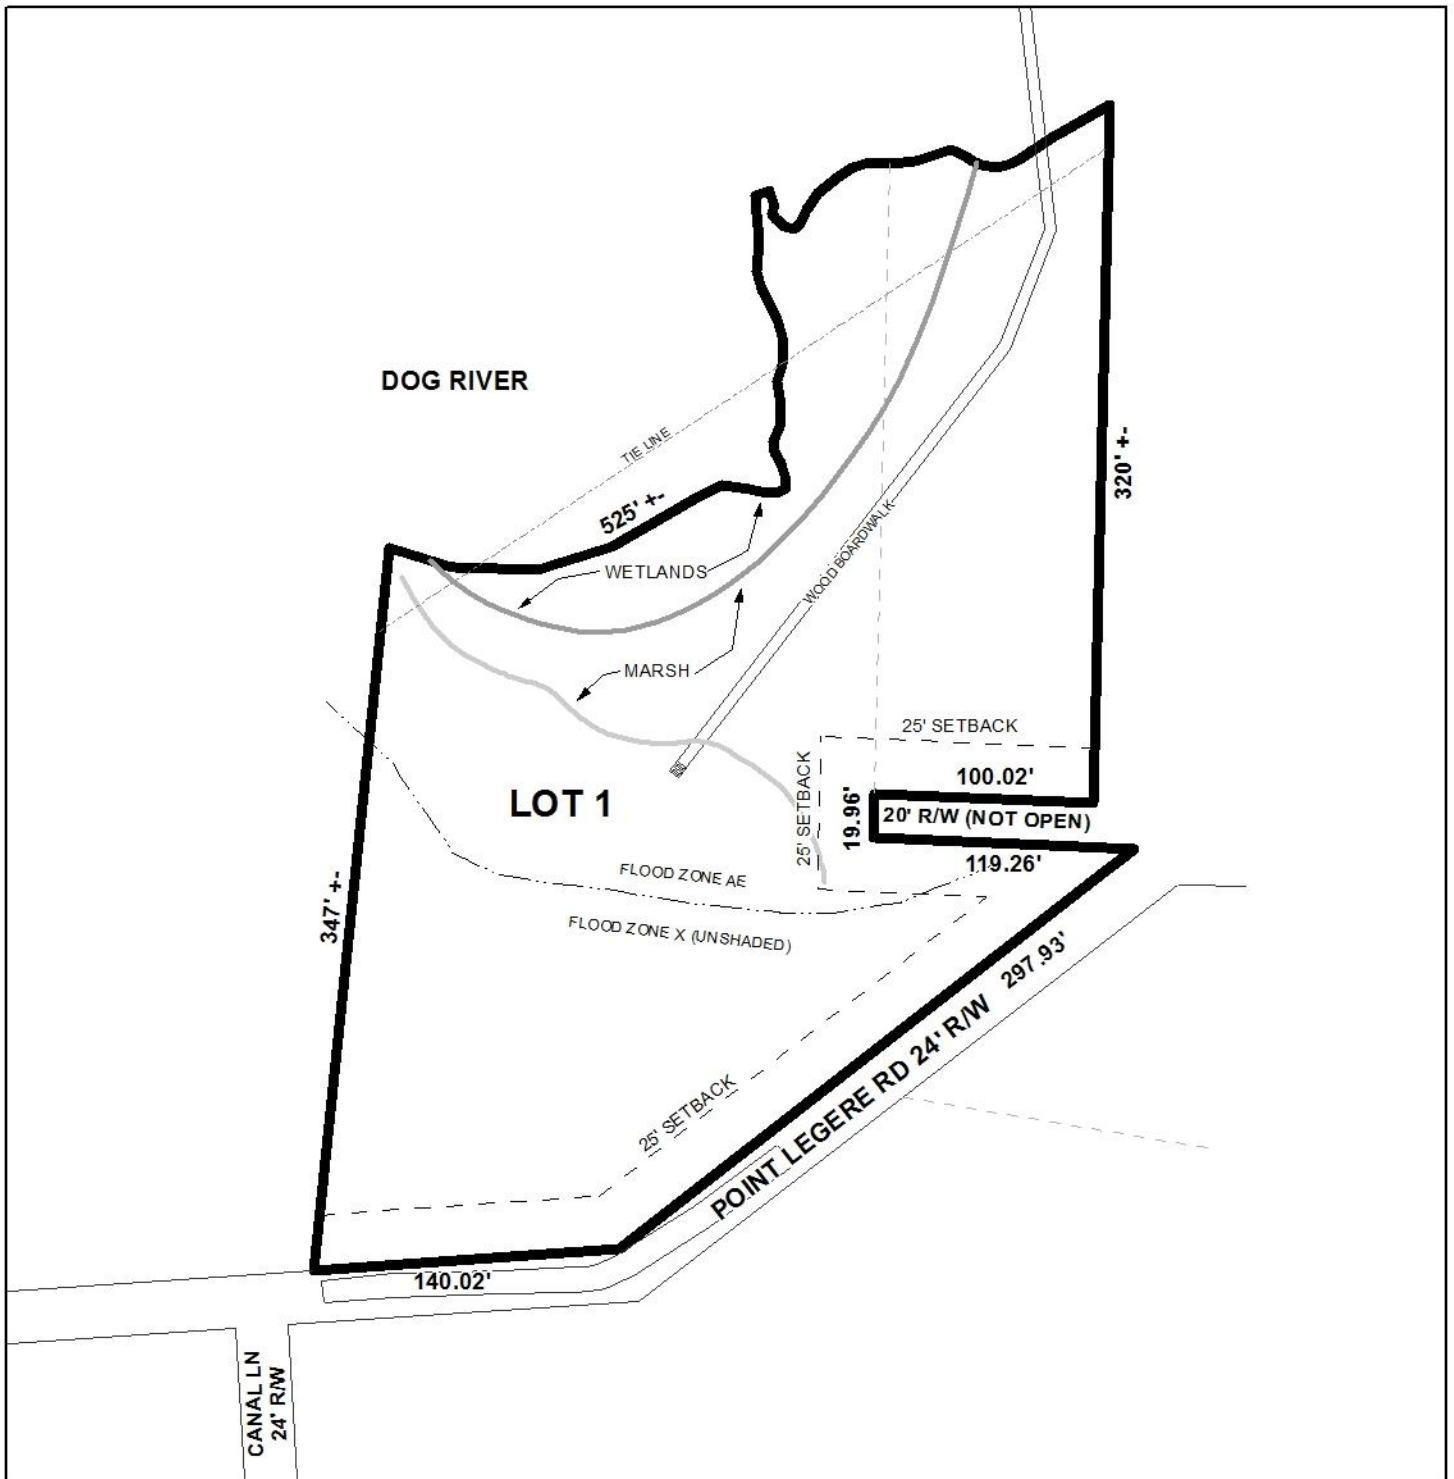 DOG RIVER
TIE LINE
525' +-
320' +-
WETLANDS
WOOD BOARDWALK
MARSH
25' SETBACK
25' SETBACK
100.02'
19.96'
LOT 1
20' R/W (NOT OPEN)
119.26'
FLOOD ZONE AE
347' +-
FLOOD ZONE X (UNSHADED)
297.93'
POINT LEGERE RD 24' R/W
25' SETBACK
140.02'
CANAL LN
24' R/W